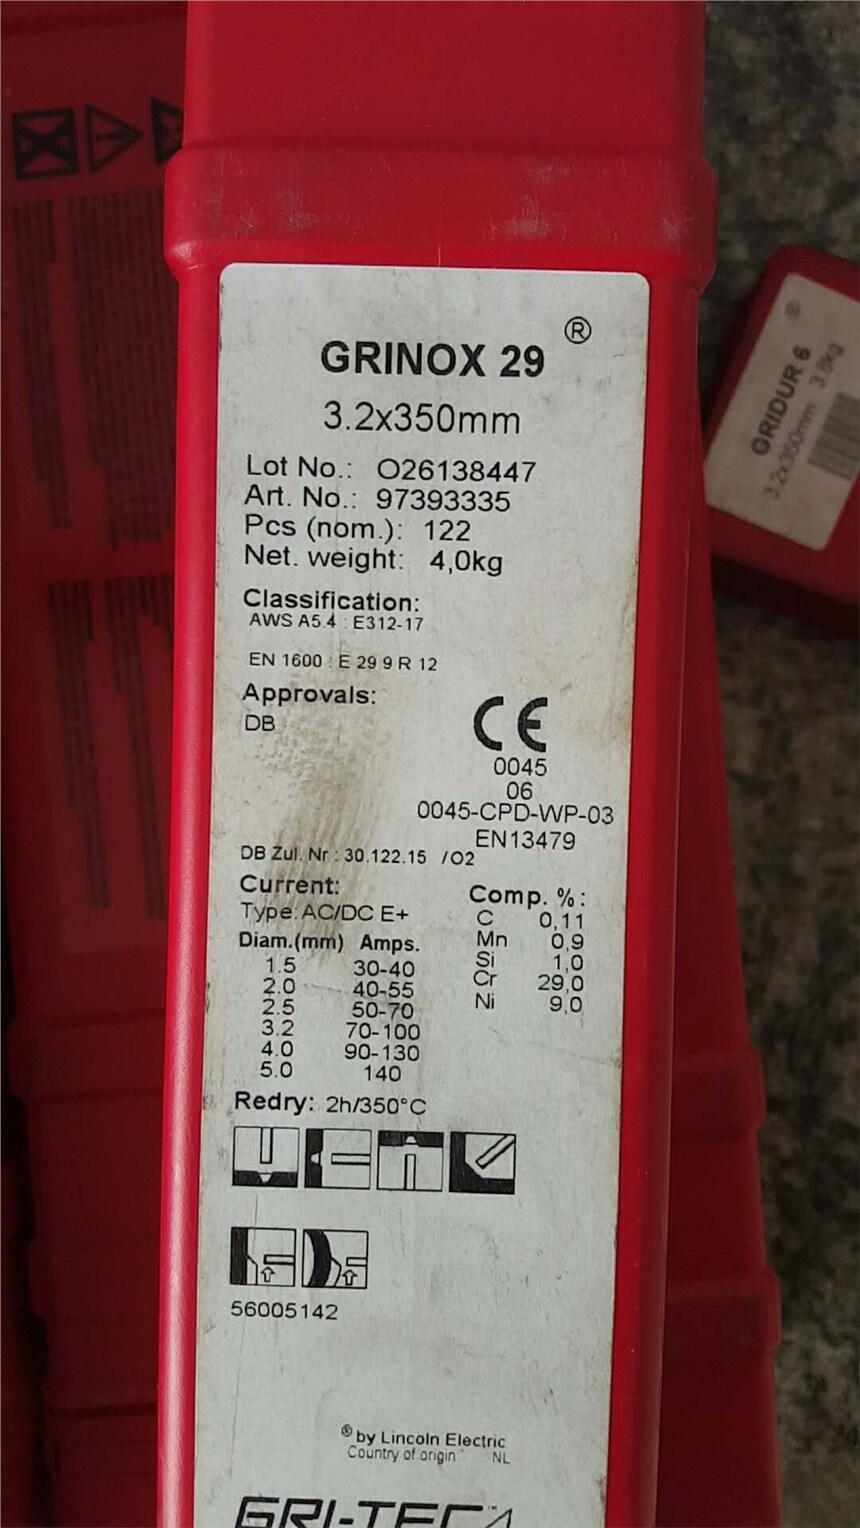 GRINOX 29 ®
3.2x350mm
Lot No.: O26138447
Art. No.: 97393335
Pcs (nom.): 122
Net. weight: 4,0kg
Classification:
AWS A5.4 : E312-17
EN 1600 : E 29 9 R 12
Approvals:
DB
CE
0045
06
0045-CPD-WP-03
EN13479
DB Zul. Nr : 30.122.15 /O2
Current:
Type: AC/DC E+
Diam.(mm) Amps.
1.5 30-40
2.0 40-55
2.5 50-70
3.2 70-100
4.0 90-130
5.0 140
Comp. %:
C 0,11
Mn 0,9
Si 1,0
Cr 29,0
Ni 9,0
Redry: 2h/350°C
56005142
® by Lincoln Electric
Country of origin NL
GRI-TEC
GRIDUR 6
3.2x350mm 3.8kg